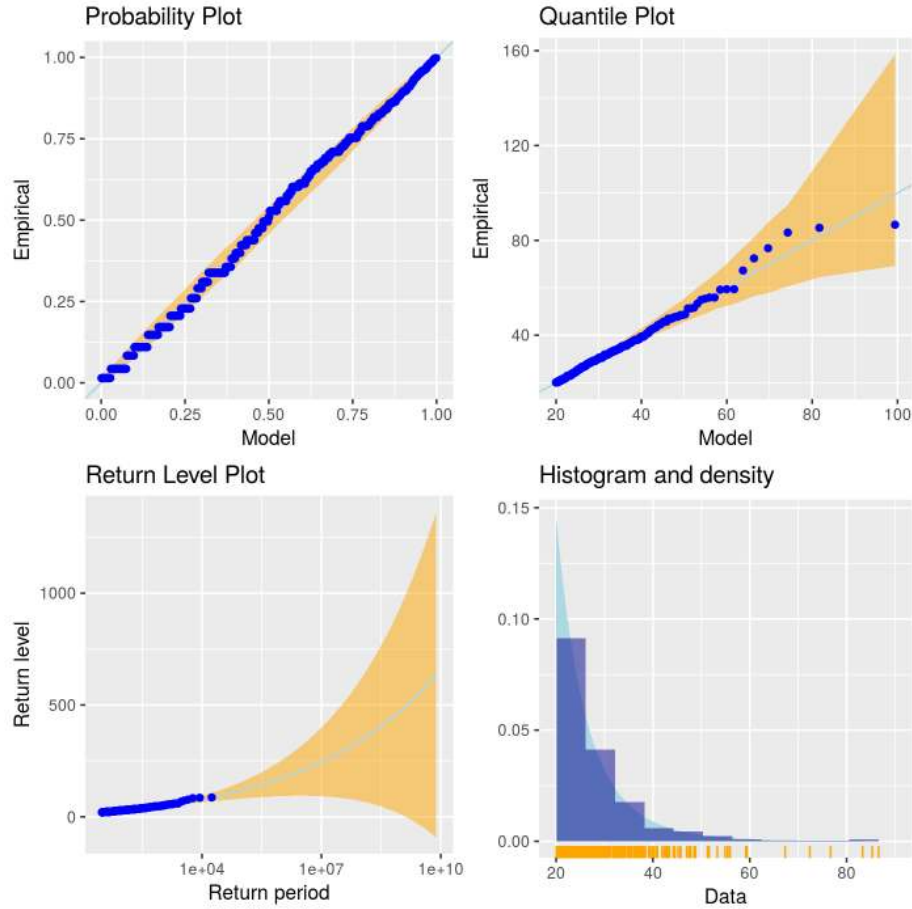 Probability Plot
1.00
0.75
0.50
0.25
0.00
Empirical
0.00 0.25 0.50 0.75 1.00
Model
Quantile Plot
160
120
80
40
Empirical
20 40 60 80 100
Model
Return Level Plot
1000
500
0
Return level
1e+04 1e+07 1e+10
Return period
Histogram and density
0.15
0.10
0.05
0.00
20 40 60 80
Data